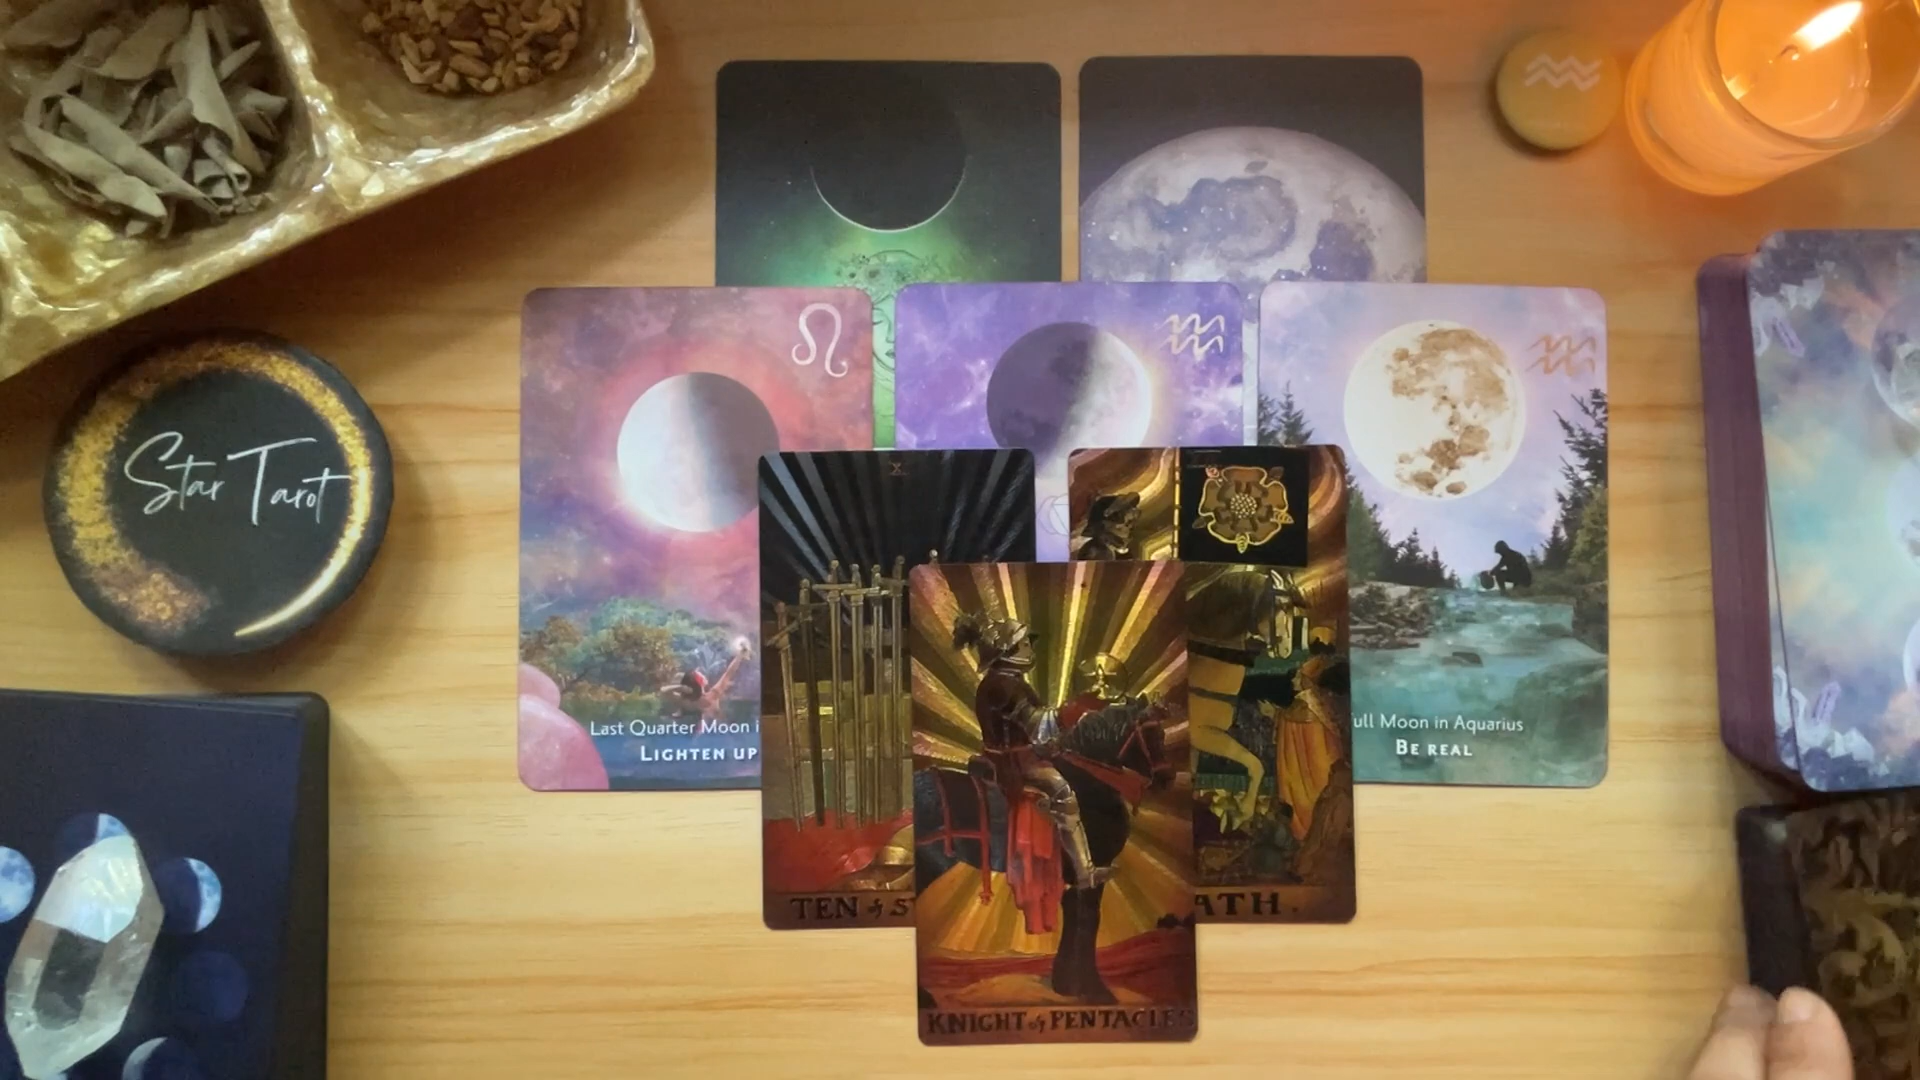 Star Tarot
X
Last Quarter Moon i
LIGHTEN UP
ull Moon in Aquarius
BE REAL
TEN of S
ATH.
KNIGHT of PENTACLES